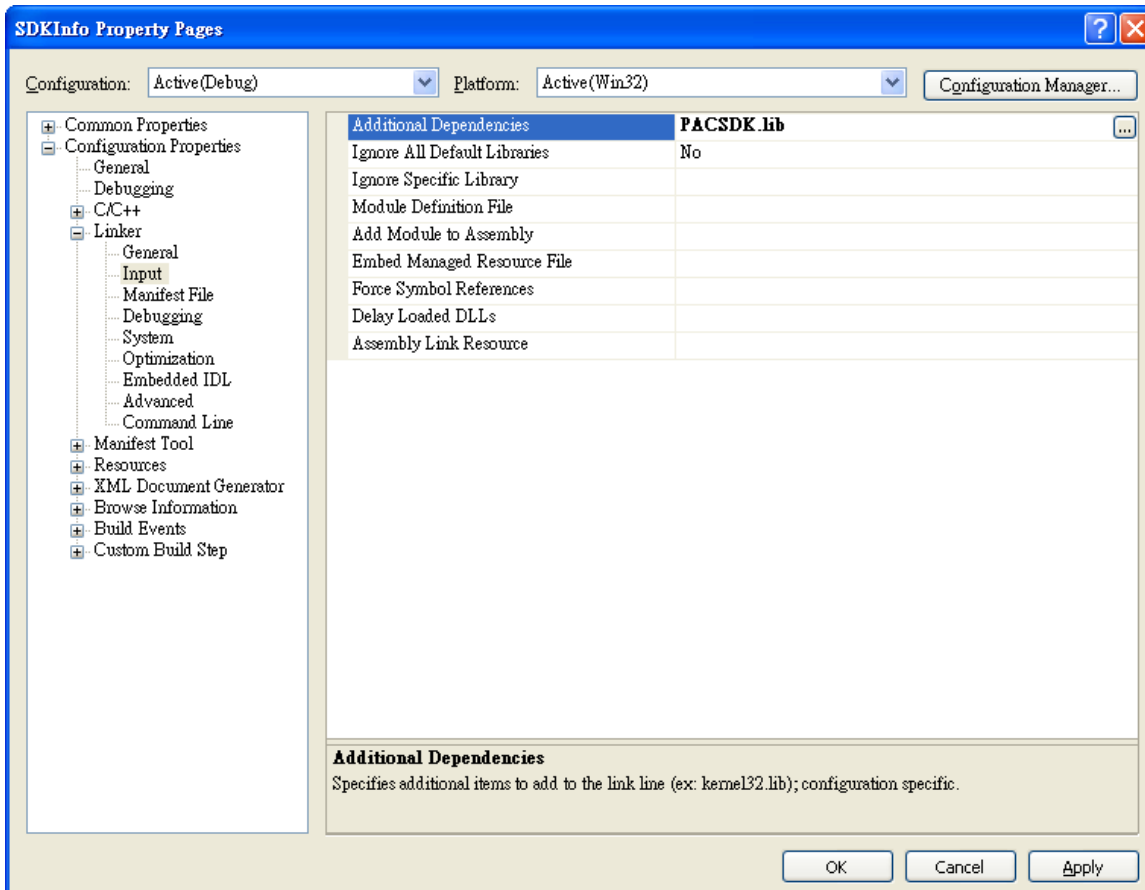 SDKInfo Property Pages
Configuration: Active(Debug) Platform: Active(Win32) Configuration Manager...
Common Properties
Configuration Properties
General
Debugging
C/C++
Linker
General
Input
Manifest File
Debugging
System
Optimization
Embedded IDL
Advanced
Command Line
Manifest Tool
Resources
XML Document Generator
Browse Information
Build Events
Custom Build Step
Additional Dependencies PACSDK.lib ...
Ignore All Default Libraries No
Ignore Specific Library
Module Definition File
Add Module to Assembly
Embed Managed Resource File
Force Symbol References
Delay Loaded DLLs
Assembly Link Resource
Additional Dependencies
Specifies additional items to add to the link line (ex: kernel32.lib); configuration specific.
OK Cancel Apply